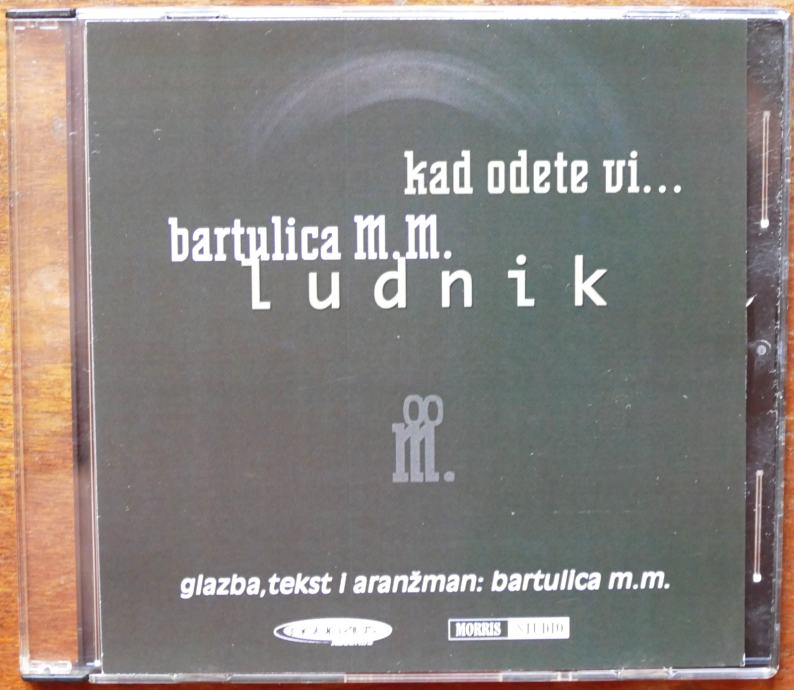 kad odete vi...
bartulica m.m.
ludnik
m.
glazba,tekst i aranžman: bartulica m.m.
MORRIS STUDIO